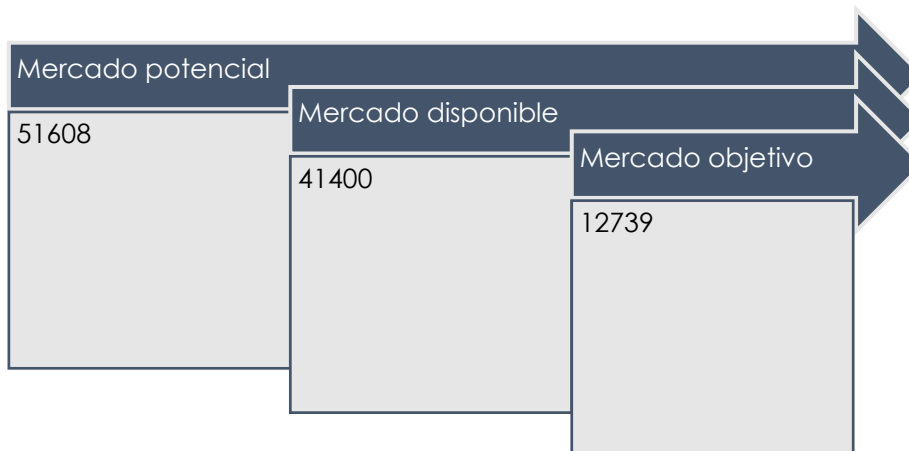 Mercado potencial
51608
Mercado disponible
41400
Mercado objetivo
12739